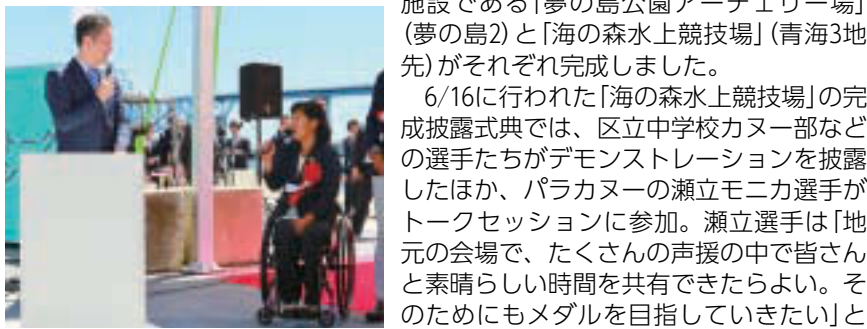 施設である「夢の島公園アーチェリー場」
(夢の島2)と「海の森水上競技場」(青海3地
先)がそれぞれ完成しました。
　6/16に行われた「海の森水上競技場」の完
成披露式典では、区立中学校カヌー部など
の選手たちがデモンストレーションを披露
したほか、パラカヌーの瀬立モニカ選手が
トークセッションに参加。瀬立選手は「地
元の会場で、たくさんの声援の中で皆さん
と素晴らしい時間を共有できたらよい。そ
のためにもメダルを目指していきたい」と